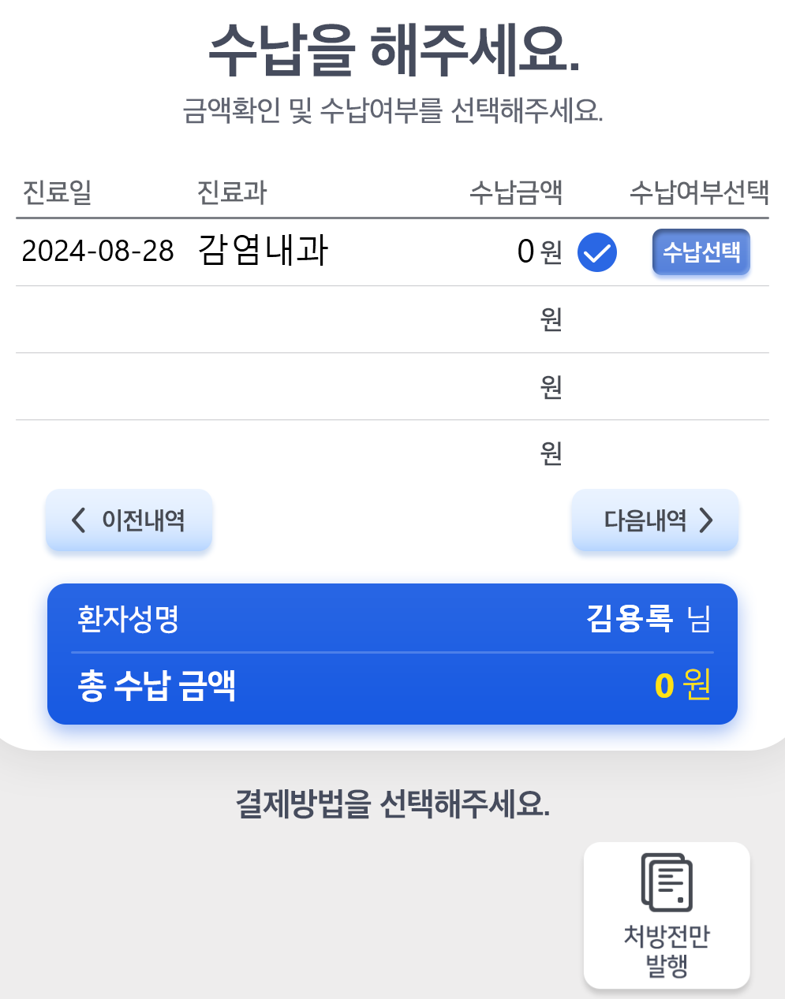 수납을 해주세요.
금액확인 및 수납여부를 선택해주세요.
진료일 진료과 수납금액 수납여부선택
2024-08-28 감염내과 0 원 수납선택
원
원
원
이전내역 다음내역
환자성명 김용록 님
총 수납 금액 0 원
결제방법을 선택해주세요.
처방전만
발행